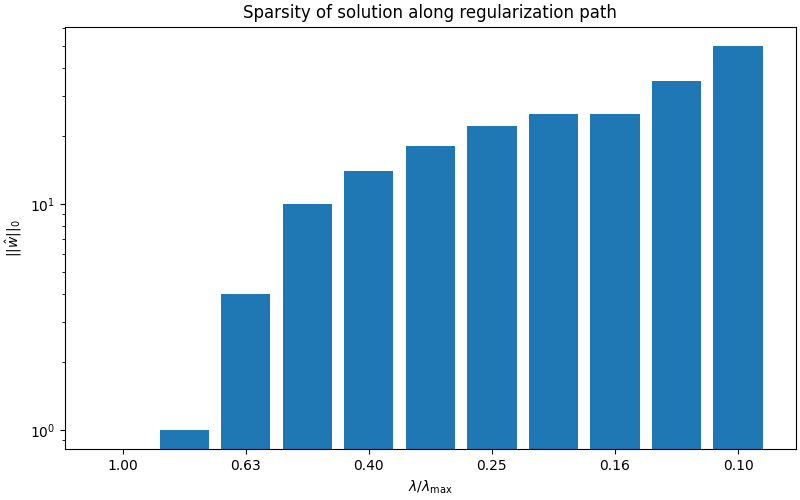 Sparsity of solution along regularization path
||ŵ||₀
10¹
10⁰
1.00 0.63 0.40 0.25 0.16 0.10
λ/λmax